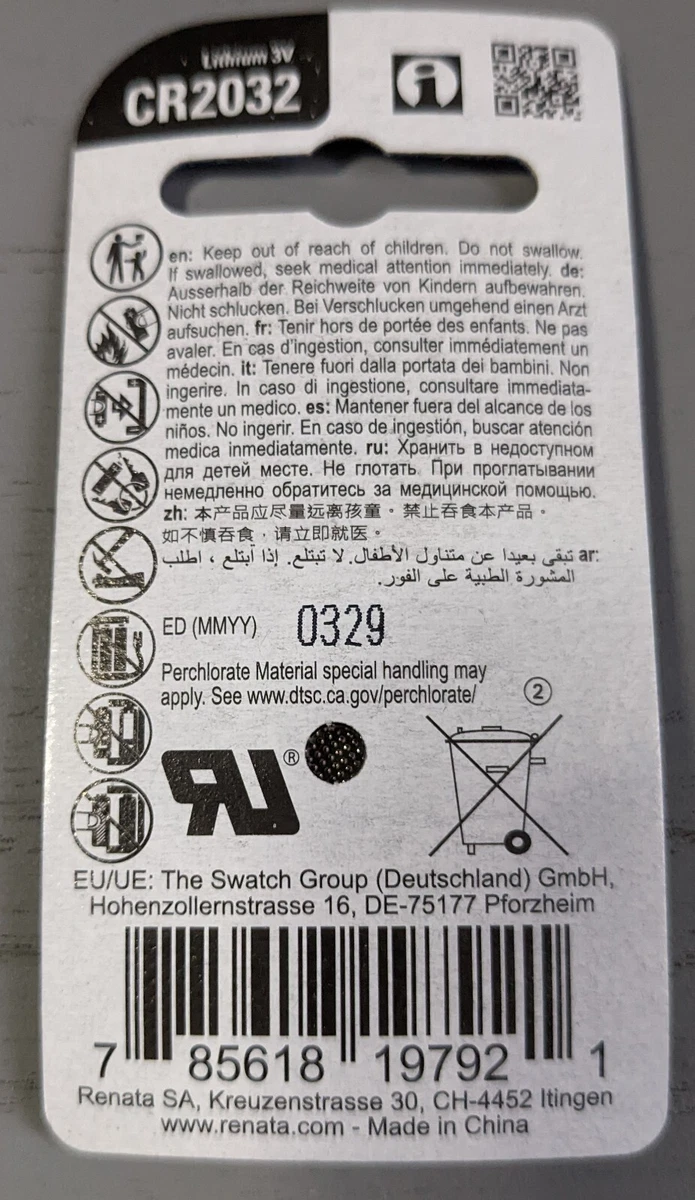 Lithium 3V
CR2032
i
en: Keep out of reach of children. Do not swallow.
If swallowed, seek medical attention immediately. de:
Ausserhalb der Reichweite von Kindern aufbewahren.
Nicht schlucken. Bei Verschlucken umgehend einen Arzt
aufsuchen. fr: Tenir hors de portée des enfants. Ne pas
avaler. En cas d'ingestion, consulter immédiatement un
médecin. it: Tenere fuori dalla portata dei bambini. Non
ingerire. In caso di ingestione, consultare immediata-
mente un medico. es: Mantener fuera del alcance de los
niños. No ingerir. En caso de ingestión, buscar atención
medica inmediatamente. ru: Хранить в недоступном
для детей месте. Не глотать. При проглатывании
немедленно обратитесь за медицинской помощью.
zh: 本产品应尽量远离孩童。禁止吞食本产品。
如不慎吞食，请立即就医。
ar: تبقى بعيدا عن متناول الأطفال. لا تبتلع. إذا أبتلع ، اطلب
المشورة الطبية على الفور.
ED (MMYY) 0329
Perchlorate Material special handling may
apply. See www.dtsc.ca.gov/perchlorate/
2
RU®
EU/UE: The Swatch Group (Deutschland) GmbH,
Hohenzollernstrasse 16, DE-75177 Pforzheim
7 85618 19792 1
Renata SA, Kreuzenstrasse 30, CH-4452 Itingen
www.renata.com - Made in China